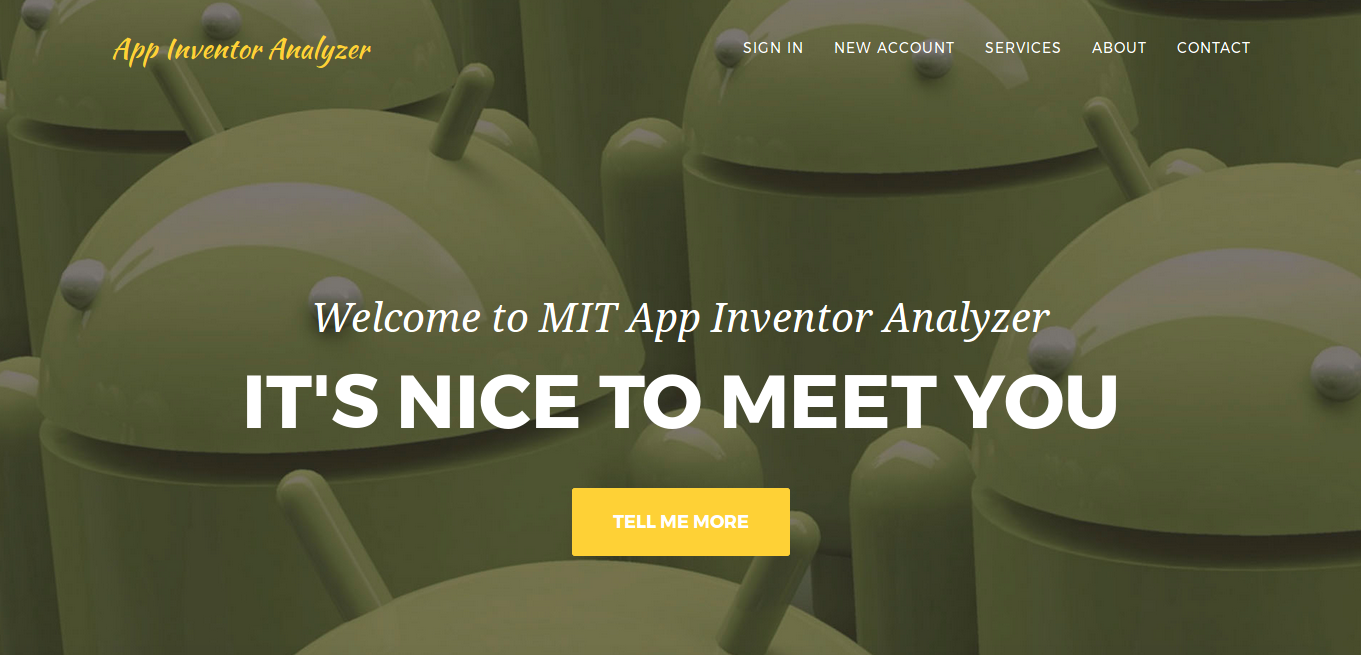 App Inventor Analyzer
SIGN IN NEW ACCOUNT SERVICES ABOUT CONTACT
Welcome to MIT App Inventor Analyzer
IT'S NICE TO MEET YOU
TELL ME MORE